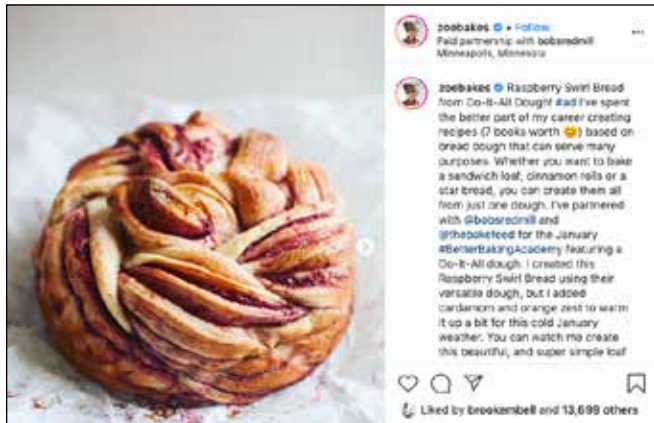 zoebakes • Follow
Paid partnership with bobsredmill
Minneapolis, Minnesota
zoebakes Raspberry Swirl Bread
from Do-It-All Dough! #ad I've spent
the better part of my career creating
recipes (7 books worth 😊) based on
bread dough that can serve many
purposes. Whether you want to bake
a sandwich loaf, cinnamon rolls or a
star bread, you can create them all
from just one dough. I've partnered
with @bobsredmill and
@thebakefeed for the January
#BetterBakingAcademy featuring a
Do-It-All dough. I created this
Raspberry Swirl Bread using their
versatile dough, but I added
cardamom and orange zest to warm
it up a bit for this cold January
weather. You can watch me create
this beautiful, and super simple loaf
Liked by brookembell and 13,699 others